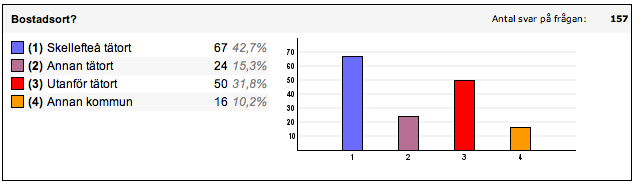 Bostadsort? Antal svar på frågan: 157
(1) Skellefteå tätort 67 42,7%
(2) Annan tätort 24 15,3%
(3) Utanför tätort 50 31,8%
(4) Annan kommun 16 10,2%
70
60
50
40
30
20
10
1 2 3 4